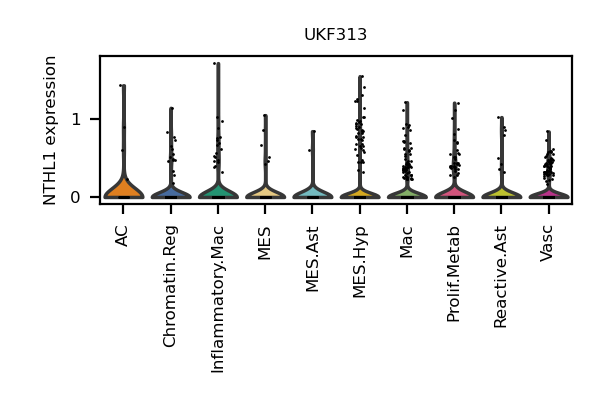 UKF313
NTHL1 expression
1
0
AC
Chromatin.Reg
Inflammatory.Mac
MES
MES.Ast
MES.Hyp
Mac
Prolif.Metab
Reactive.Ast
Vasc